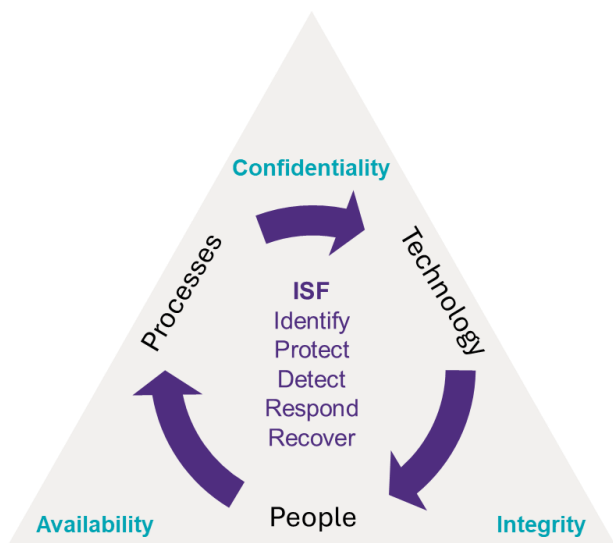 Confidentiality
Processes
Technology
ISF
Identify
Protect
Detect
Respond
Recover
People
Availability
Integrity